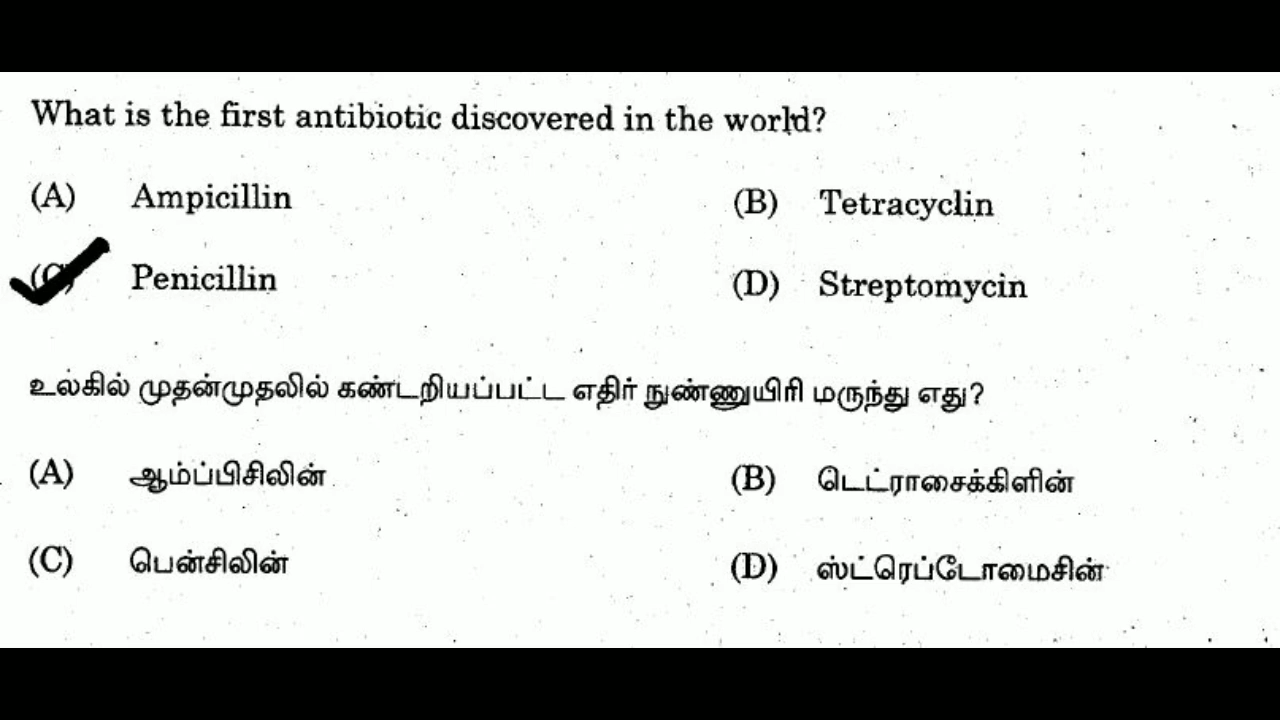 What is the first antibiotic discovered in the world?
(A) Ampicillin (B) Tetracyclin
(C) Penicillin (D) Streptomycin
உலகில் முதன்முதலில் கண்டறியப்பட்ட எதிர் நுண்ணுயிரி மருந்து எது?
(A) ஆம்ப்பிசிலின் (B) டெட்ராசைக்கிளின்
(C) பென்சிலின் (D) ஸ்ட்ரெப்டோமைசின்